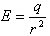 E = q / r²